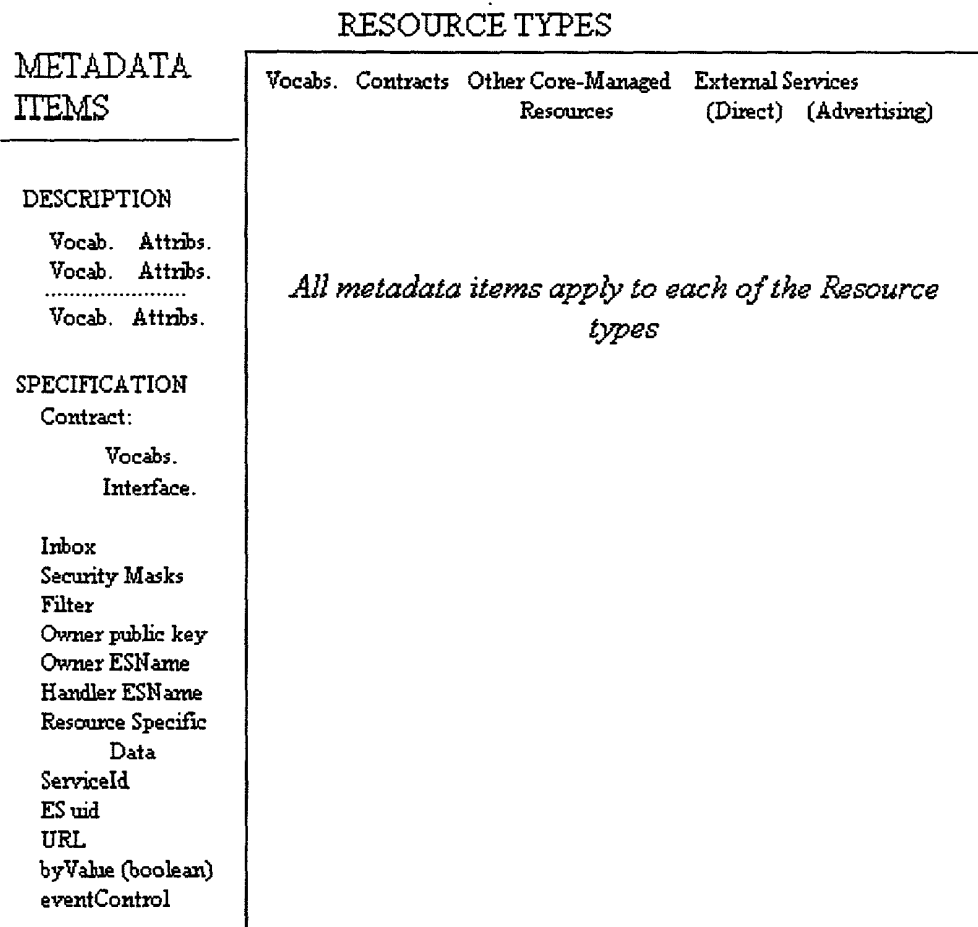 RESOURCE TYPES
METADATA
ITEMS
Vocabs. Contracts Other Core-Managed External Services
Resources (Direct) (Advertising)
DESCRIPTION
Vocab. Attribs.
Vocab. Attribs.
........................
Vocab. Attribs.
All metadata items apply to each of the Resource
types
SPECIFICATION
Contract:
Vocabs.
Interface.
Inbox
Security Masks
Filter
Owner public key
Owner ESName
Handler ESName
Resource Specific
Data
ServiceId
ES uid
URL
byValue (boolean)
eventControl